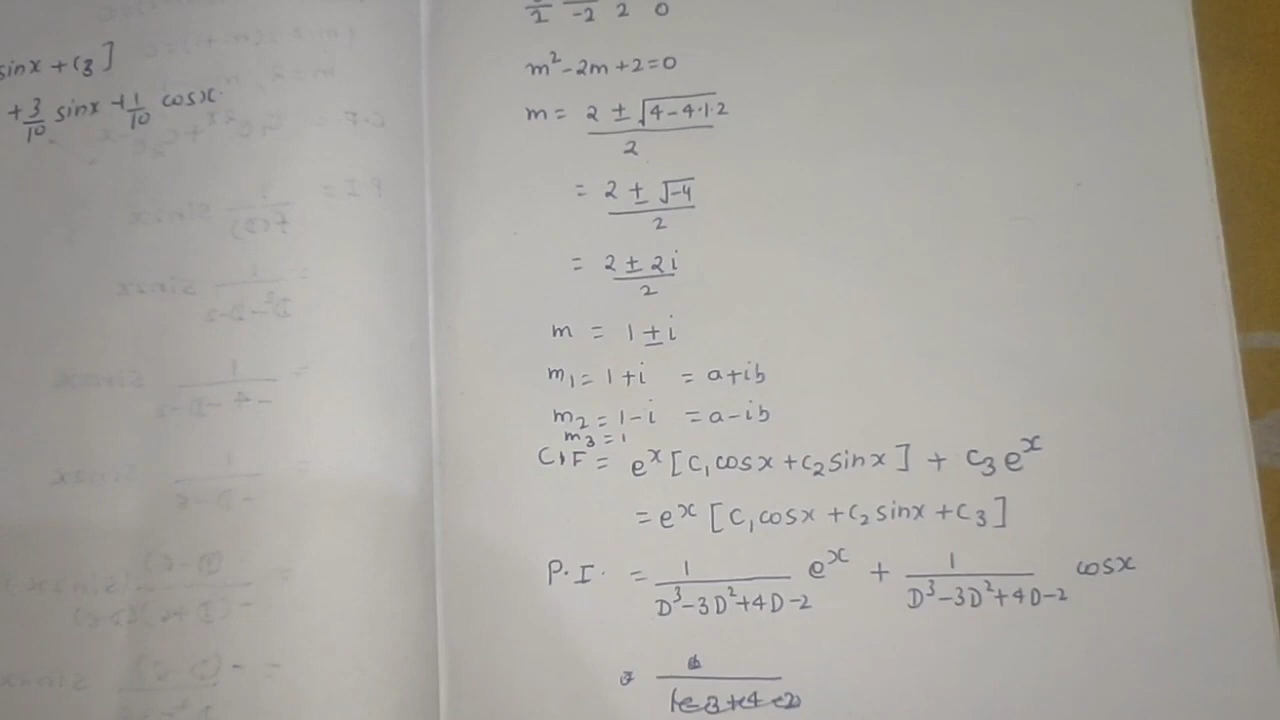 sinx + c3]
+ 3/10 sinx + 1/10 cosx.
2 -2 2 0
m² - 2m + 2 = 0
m = 2 ± √4 - 4·1·2 / 2
= 2 ± √-4 / 2
= 2 ± 2i / 2
m = 1 ± i
m1 = 1 + i = a + ib
m2 = 1 - i = a - ib
m3 = 1
C.F = e^x [c1 cosx + c2 sinx] + c3 e^x
= e^x [c1 cosx + c2 sinx + c3]
P.I. = 1 / D³ - 3D² + 4D - 2 e^x + 1 / D³ - 3D² + 4D - 2 cosx